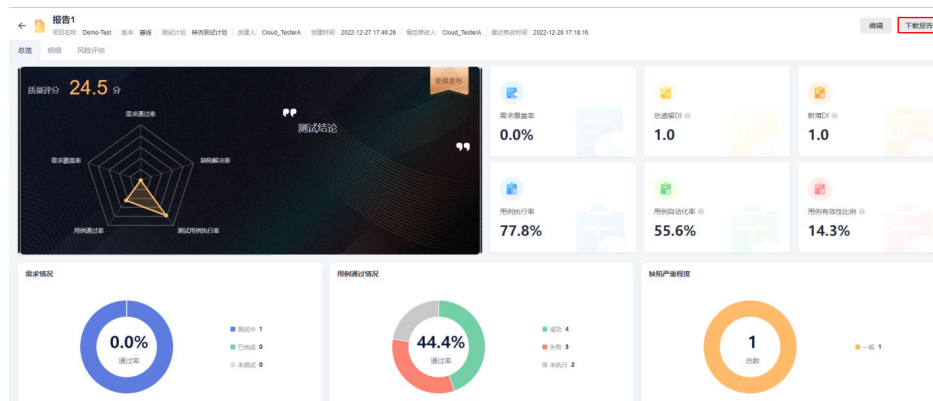 报告1
编辑
下载报告
项目名称 Demo-Test 版本: 基线 测试计划 样例测试计划 创建人 Cloud_TesterA 创建时间 2022-12-27 17:46:26 最后修改人 Cloud_TesterA 最近修改时间 2022-12-28 17:18:16
总览 明细 风险评估
质量评分 24.5 分
受限发布
需求通过率
需求覆盖率
缺陷解决率
用例通过率
测试用例执行率
测试结论
需求覆盖率
0.0%
总遗留DI
1.0
新增DI
1.0
用例执行率
77.8%
用例自动化率
55.6%
用例有效性比例
14.3%
需求情况
0.0%
通过率
测试中 1
已完成 0
未测试 0
用例通过情况
44.4%
通过率
成功 4
失败 3
未执行 2
缺陷严重程度
1
总数
一般 1